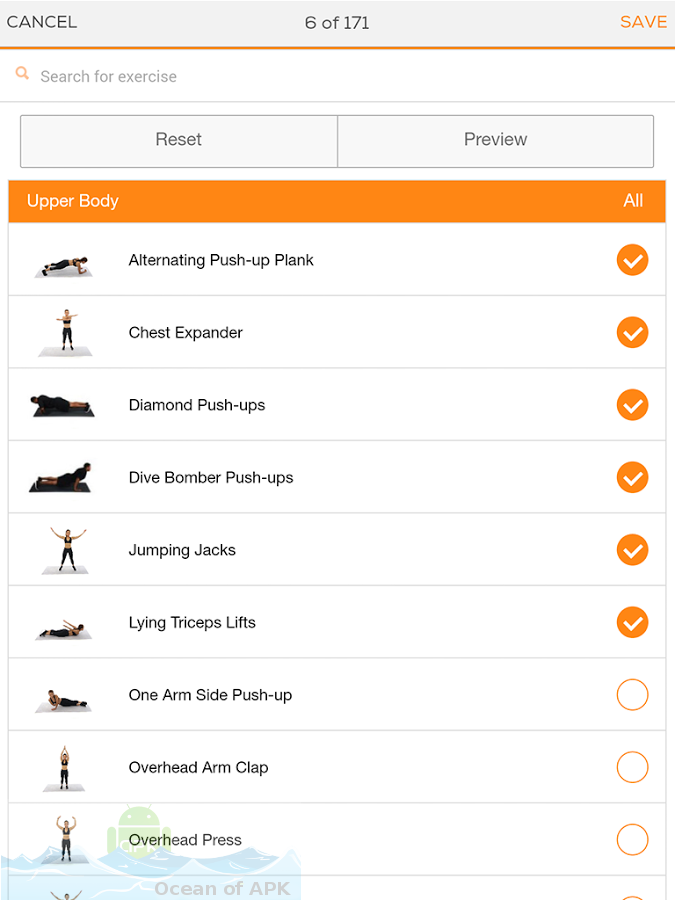 CANCEL 6 of 171 SAVE
Search for exercise
Reset Preview
Upper Body All
Alternating Push-up Plank
Chest Expander
Diamond Push-ups
Dive Bomber Push-ups
Jumping Jacks
Lying Triceps Lifts
One Arm Side Push-up
Overhead Arm Clap
Overhead Press
Ocean of APK